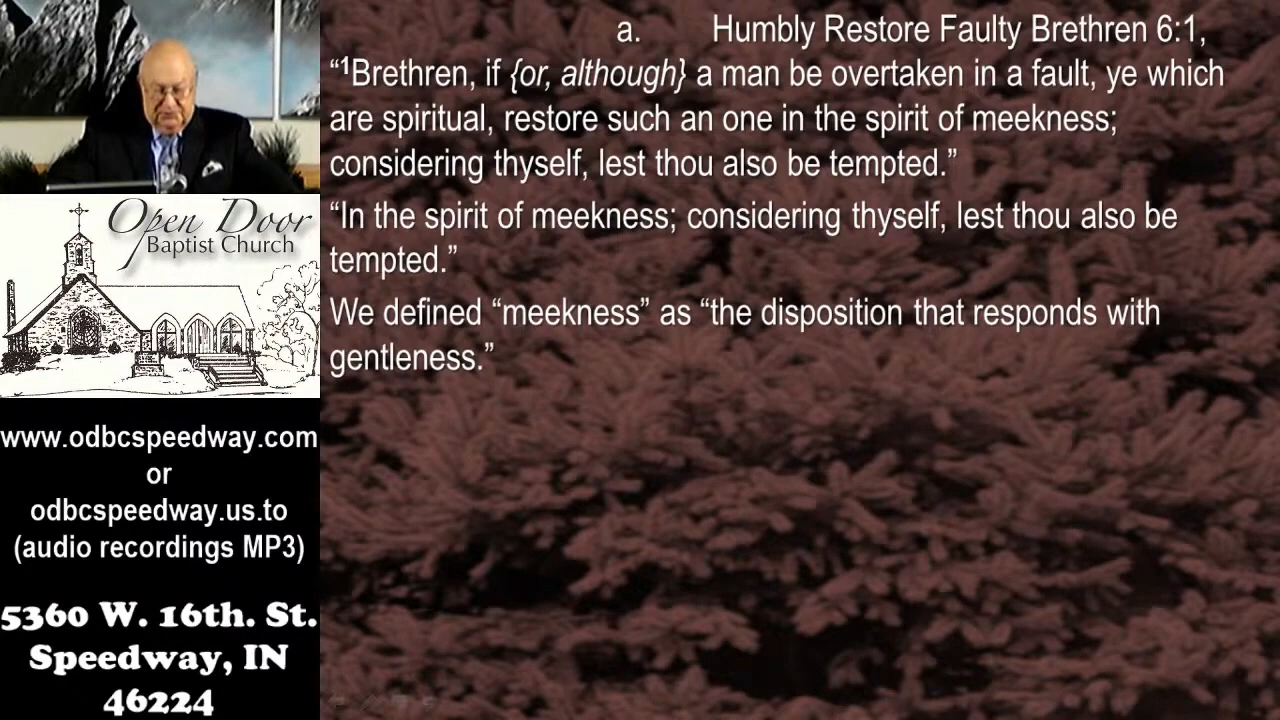 Open Door
Baptist Church
www.odbcspeedway.com
or
odbcspeedway.us.to
(audio recordings MP3)
5360 W. 16th. St.
Speedway, IN
46224
a. Humbly Restore Faulty Brethren 6:1,
“¹Brethren, if {or, although} a man be overtaken in a fault, ye which
are spiritual, restore such an one in the spirit of meekness;
considering thyself, lest thou also be tempted.”
“In the spirit of meekness; considering thyself, lest thou also be
tempted.”
We defined “meekness” as “the disposition that responds with
gentleness.”